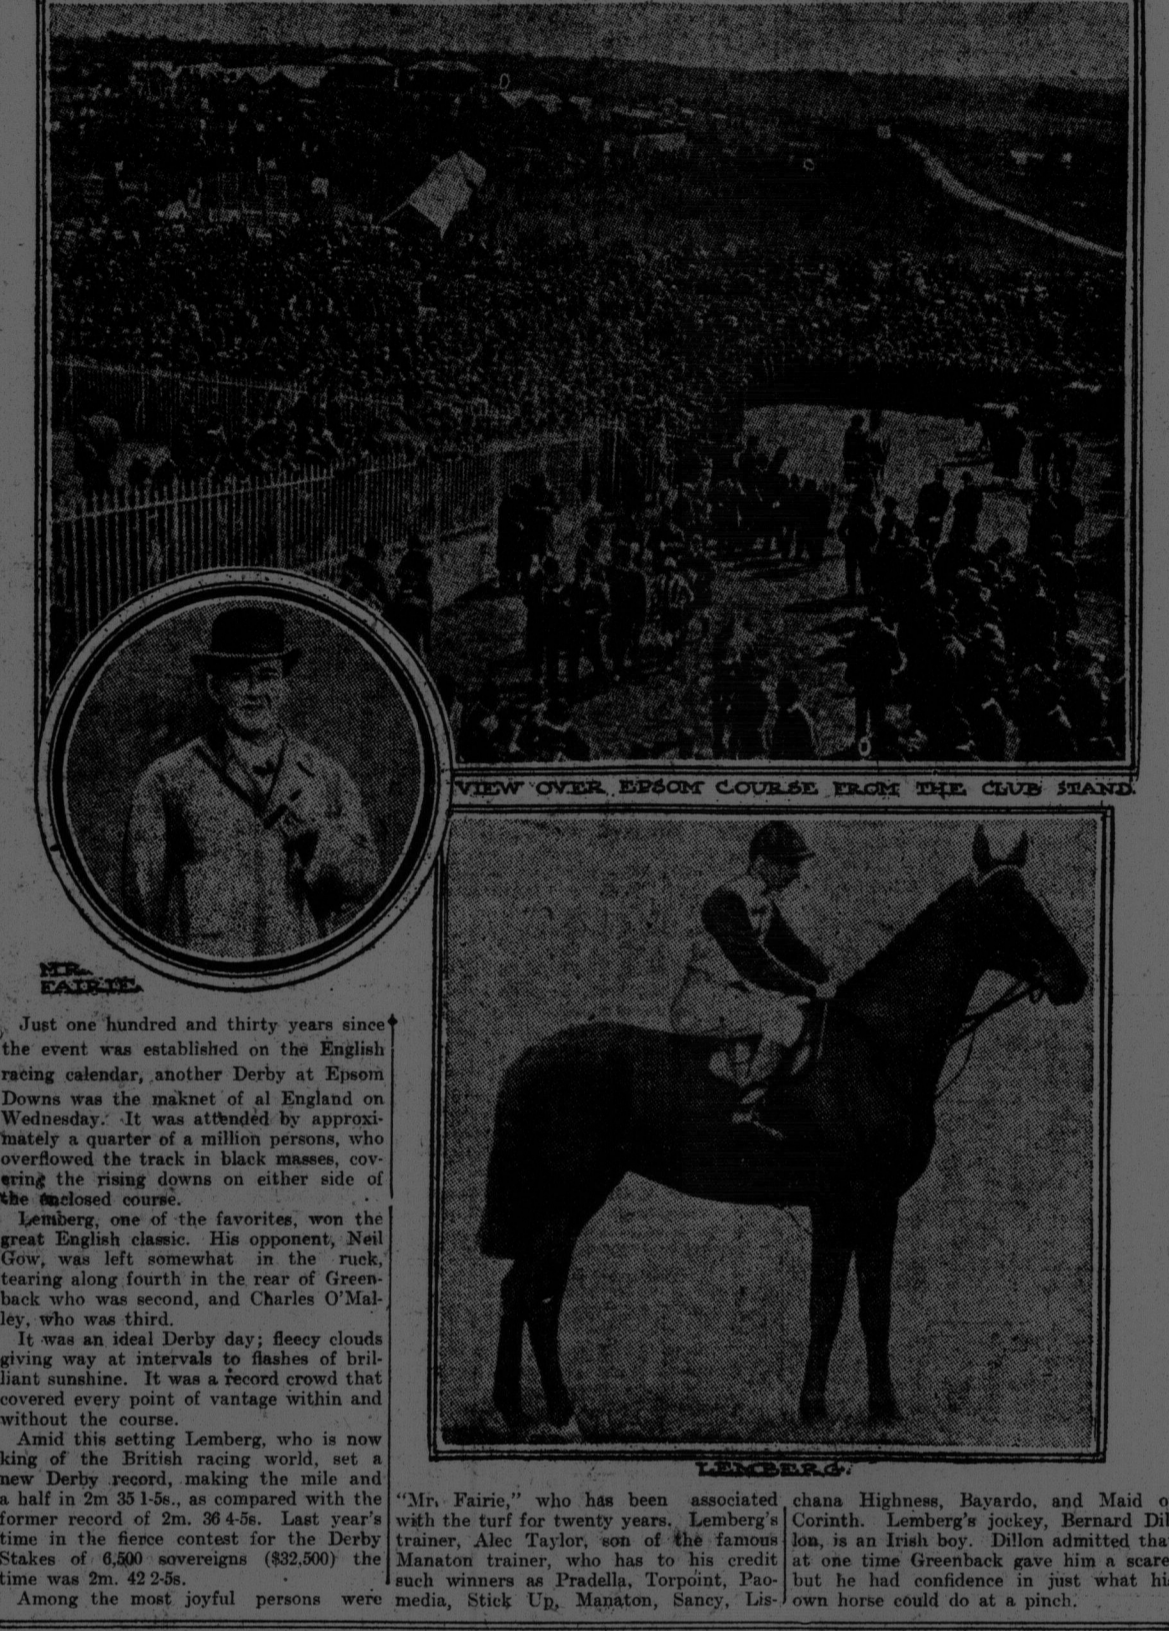 VIEW OVER EPSOM COURSE FROM THE CLUB STAND.
MR.
FAIRIE.
LEMBERG.
Just one hundred and thirty years since
the event was established on the English
racing calendar, another Derby at Epsom
Downs was the maknet of al England on
Wednesday. It was attended by approxi-
mately a quarter of a million persons, who
overflowed the track in black masses, cov-
ering the rising downs on either side of
the enclosed course.
Lemberg, one of the favorites, won the
great English classic. His opponent, Neil
Gow, was left somewhat in the ruck,
tearing along fourth in the rear of Green-
back who was second, and Charles O'Mal-
ley, who was third.
It was an ideal Derby day; fleecy clouds
giving way at intervals to flashes of bril-
liant sunshine. It was a record crowd that
covered every point of vantage within and
without the course.
Amid this setting Lemberg, who is now
king of the British racing world, set a
new Derby record, making the mile and
a half in 2m 35 1-5s., as compared with the
former record of 2m. 36 4-5s. Last year's
time in the fierce contest for the Derby
Stakes of 6,500 sovereigns ($32,500) the
time was 2m. 42 2-5s.
Among the most joyful persons were
"Mr. Fairie," who has been associated
with the turf for twenty years. Lemberg's
trainer, Alec Taylor, son of the famous
Manaton trainer, who has to his credit
such winners as Pradella, Torpoint, Pao-
media, Stick Up, Manaton, Sancy, Lis-
chana Highness, Bayardo, and Maid o
Corinth. Lemberg's jockey, Bernard Dil
lon, is an Irish boy. Dillon admitted tha
at one time Greenback gave him a scare
but he had confidence in just what hi
own horse could do at a pinch.